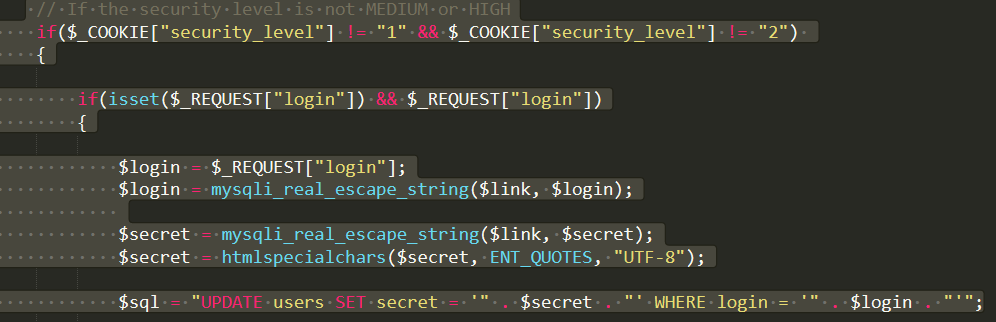 // If the security level is not MEDIUM or HIGH
if($_COOKIE["security_level"] != "1" && $_COOKIE["security_level"] != "2")
{
if(isset($_REQUEST["login"]) && $_REQUEST["login"])
{
$login = $_REQUEST["login"];
$login = mysqli_real_escape_string($link, $login);
$secret = mysqli_real_escape_string($link, $secret);
$secret = htmlspecialchars($secret, ENT_QUOTES, "UTF-8");
$sql = "UPDATE users SET secret = '" . $secret . "' WHERE login = '" . $login . "'";